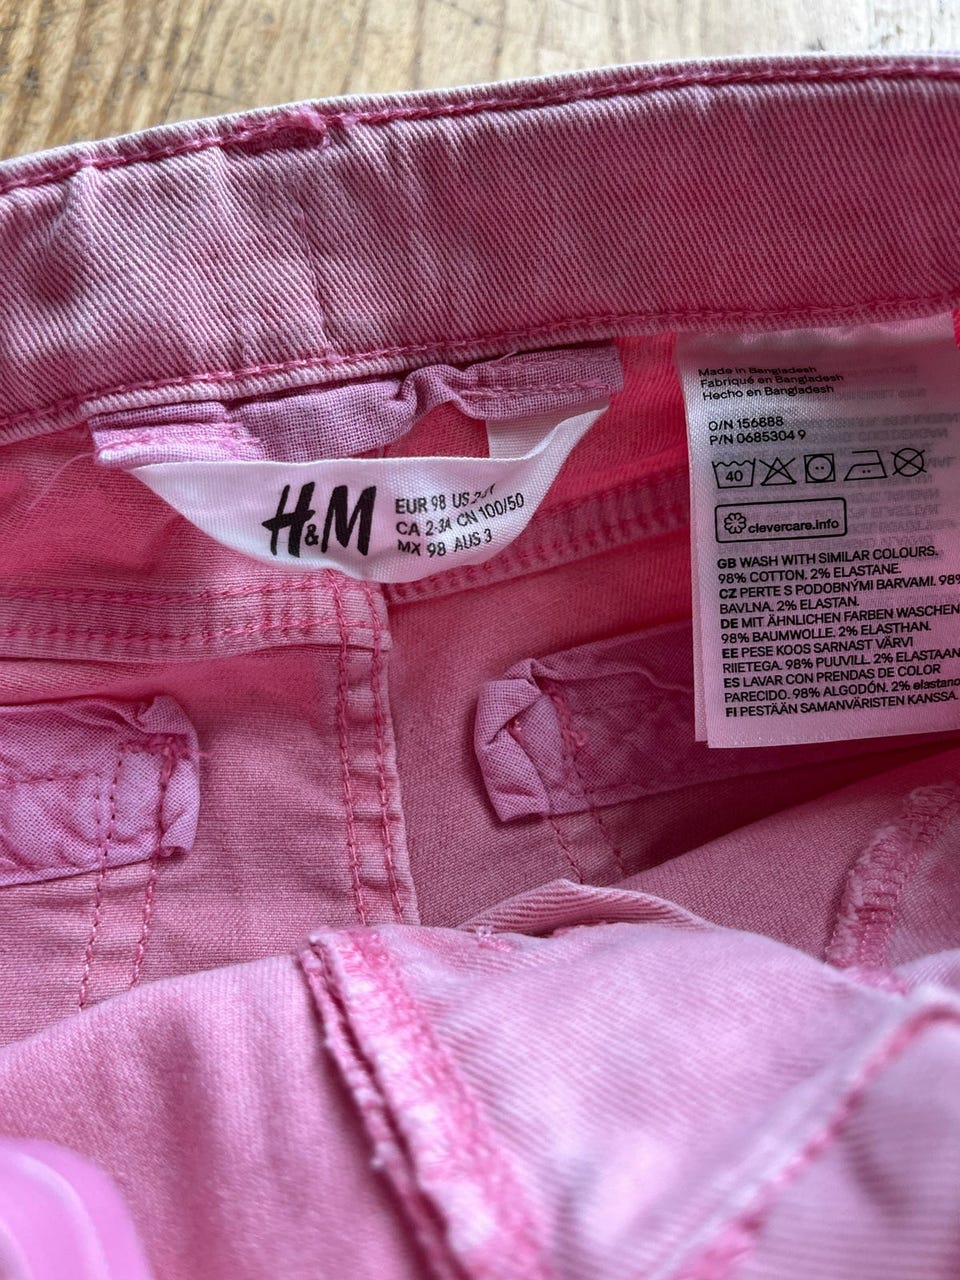 H&M
EUR 98 US
CA 2-3A CN 100/50
MX 98 AUS 3
Made in Bangladesh
Fabriqué en Bangladesh
Hecho en Bangladesh
O/N 156888
P/N 0685304 9
40
clevercare.info
GB WASH WITH SIMILAR COLOURS.
98% COTTON. 2% ELASTANE.
CZ PERTE S PODOBNÝMI BARVAMI. 98%
BAVLNA. 2% ELASTAN.
DE MIT ÄHNLICHEN FARBEN WASCHEN
98% BAUMWOLLE. 2% ELASTHAN.
EE PESE KOOS SARNAST VÄRVI
RIIETEGA. 98% PUUVILL. 2% ELASTAAN
ES LAVAR CON PRENDAS DE COLOR
PARECIDO. 98% ALGODÓN. 2% elastano
FI PESTÄÄN SAMANVÄRISTEN KANSSA.